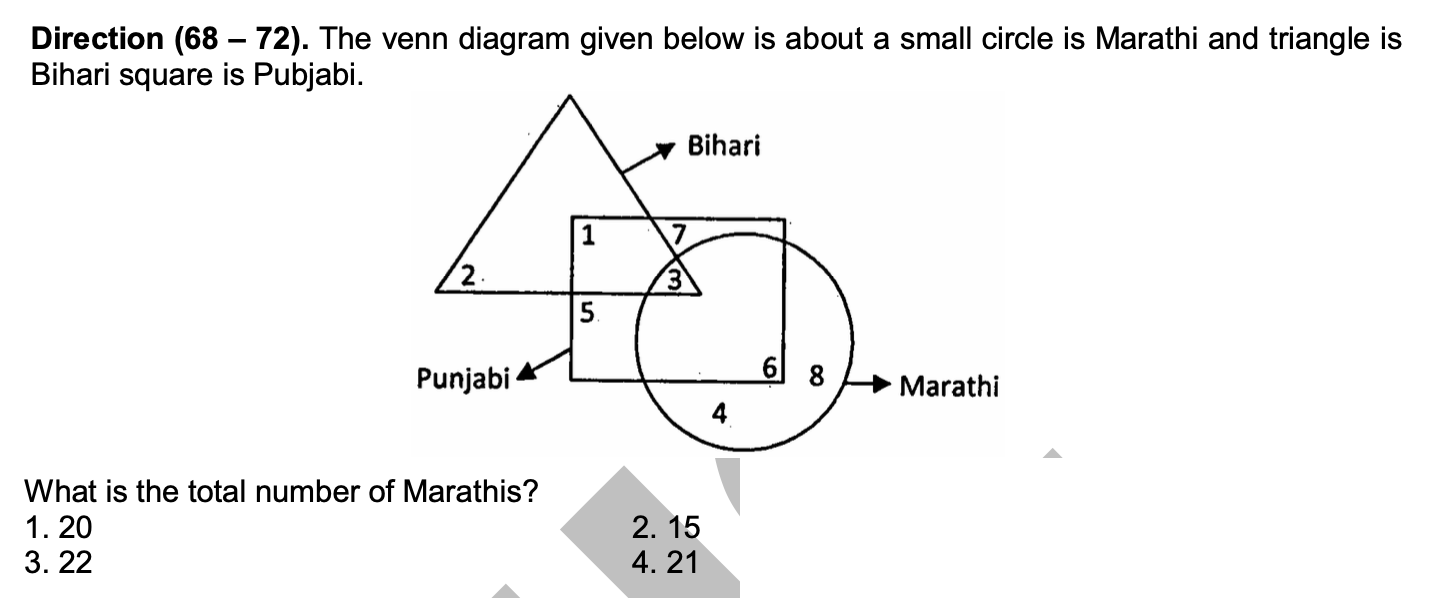 Direction (68 – 72). The venn diagram given below is about a small circle is Marathi and triangle is
Bihari square is Pubjabi.
Bihari
1
7
2
3
5
Punjabi
6
8
Marathi
4
What is the total number of Marathis?
1. 20
2. 15
3. 22
4. 21